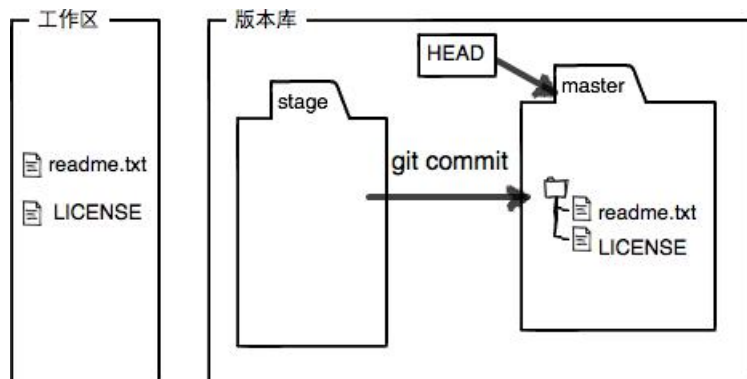 工作区
readme.txt
LICENSE
版本库
HEAD
stage
master
git commit
readme.txt
LICENSE